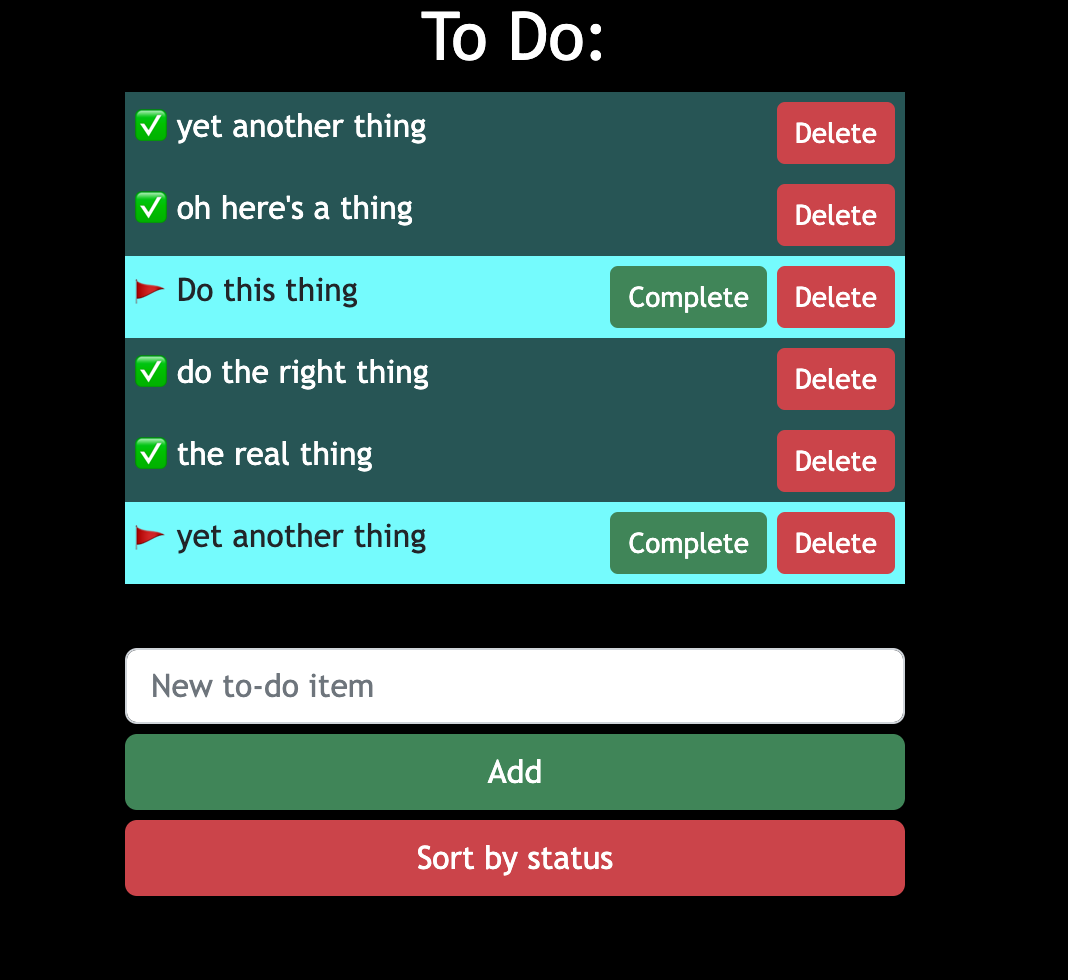 To Do:
✅ yet another thing Delete
✅ oh here's a thing Delete
🚩 Do this thing Complete Delete
✅ do the right thing Delete
✅ the real thing Delete
🚩 yet another thing Complete Delete
New to-do item
Add
Sort by status